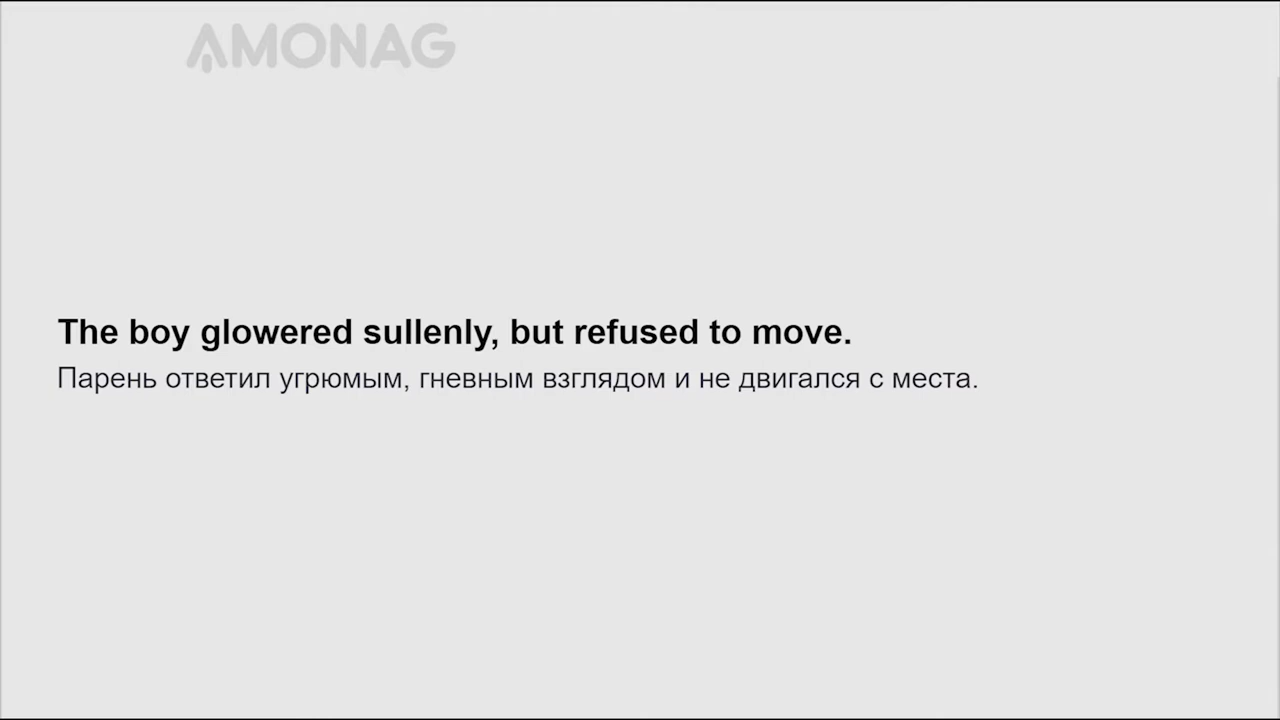 AMONAG
The boy glowered sullenly, but refused to move.
Парень ответил угрюмым, гневным взглядом и не двигался с места.